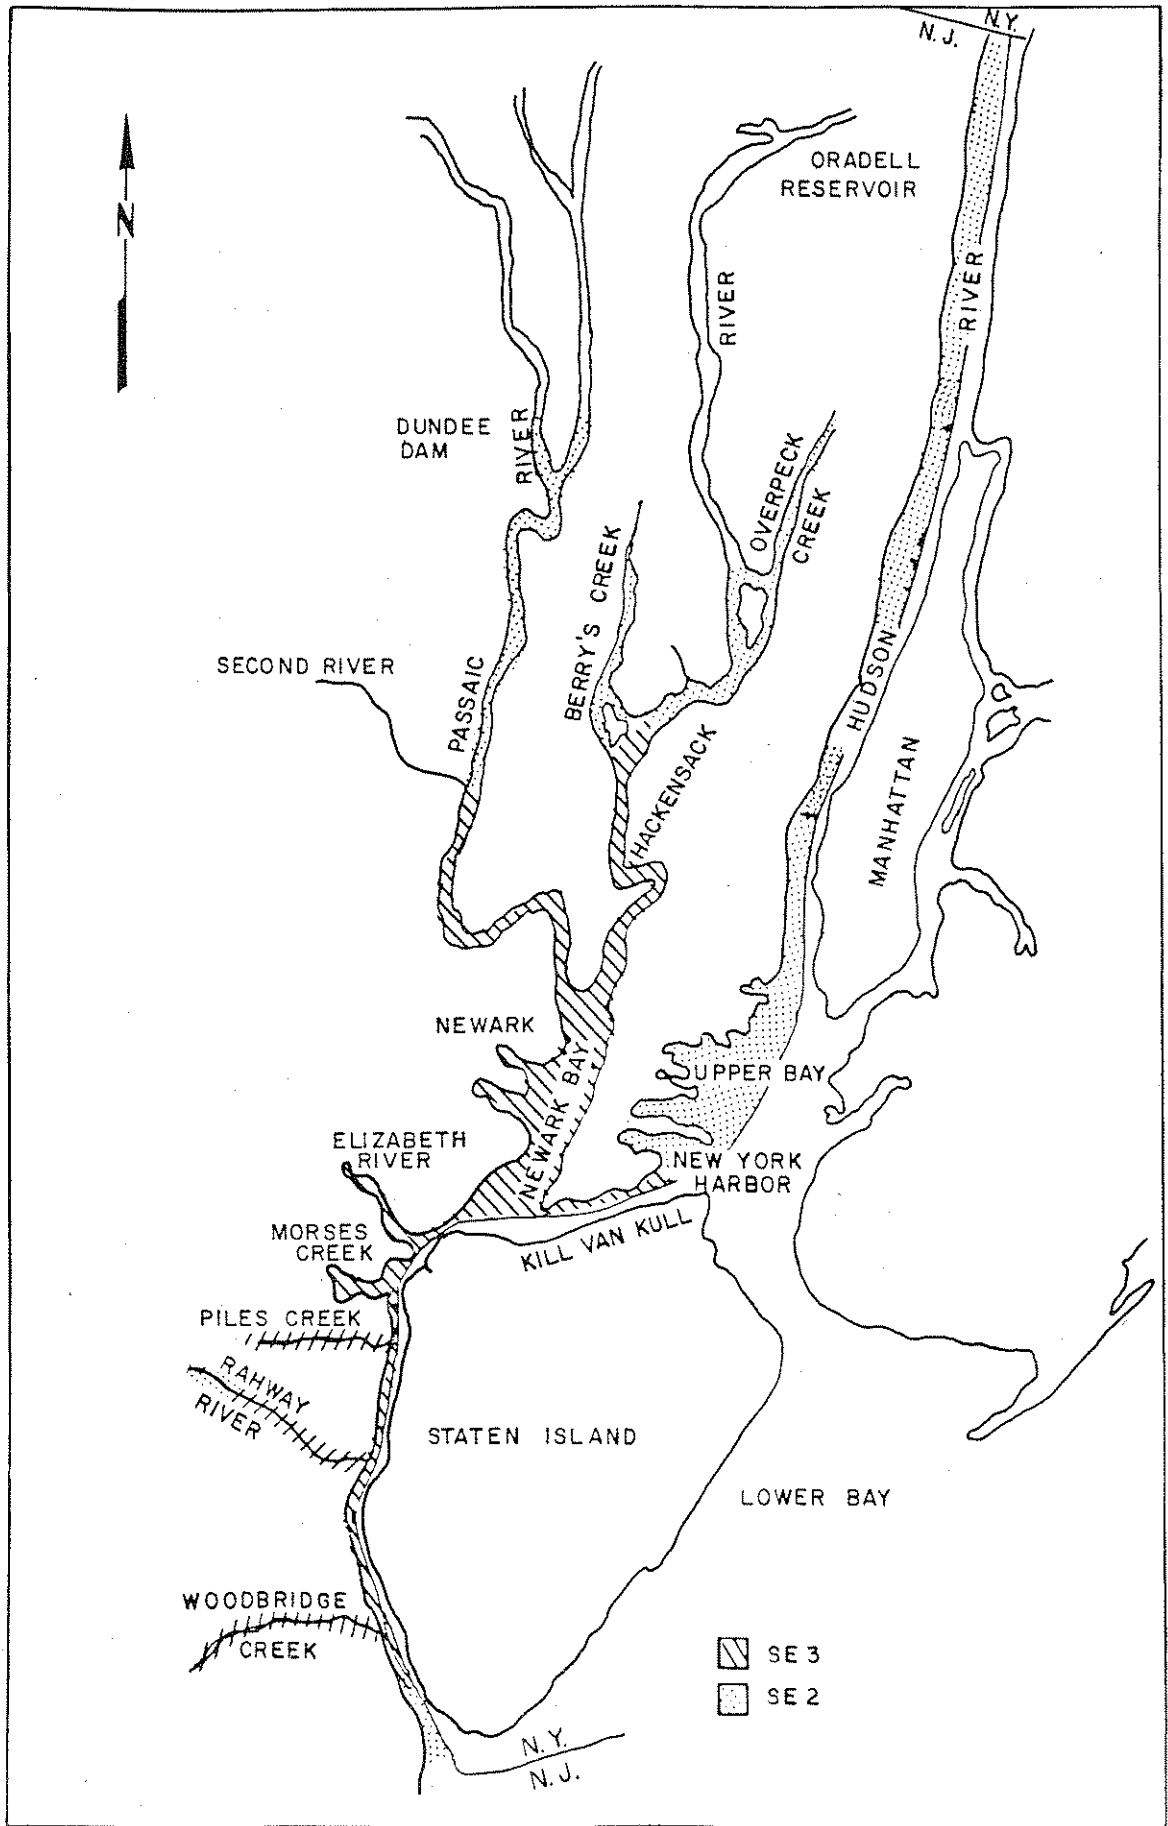 N.Y.
N.J.
N
ORADELL
RESERVOIR
RIVER
RIVER
DUNDEE
DAM
RIVER
OVERPECK
CREEK
BERRY'S CREEK
SECOND RIVER
PASSAIC
HUDSON
HACKENSACK
MANHATTAN
NEWARK
NEWARK BAY
UPPER BAY
ELIZABETH
RIVER
NEW YORK
HARBOR
MORSES
CREEK
KILL VAN KULL
PILES CREEK
RAHWAY
RIVER
STATEN ISLAND
LOWER BAY
WOODBRIDGE
CREEK
SE 3
SE 2
N.Y.
N.J.